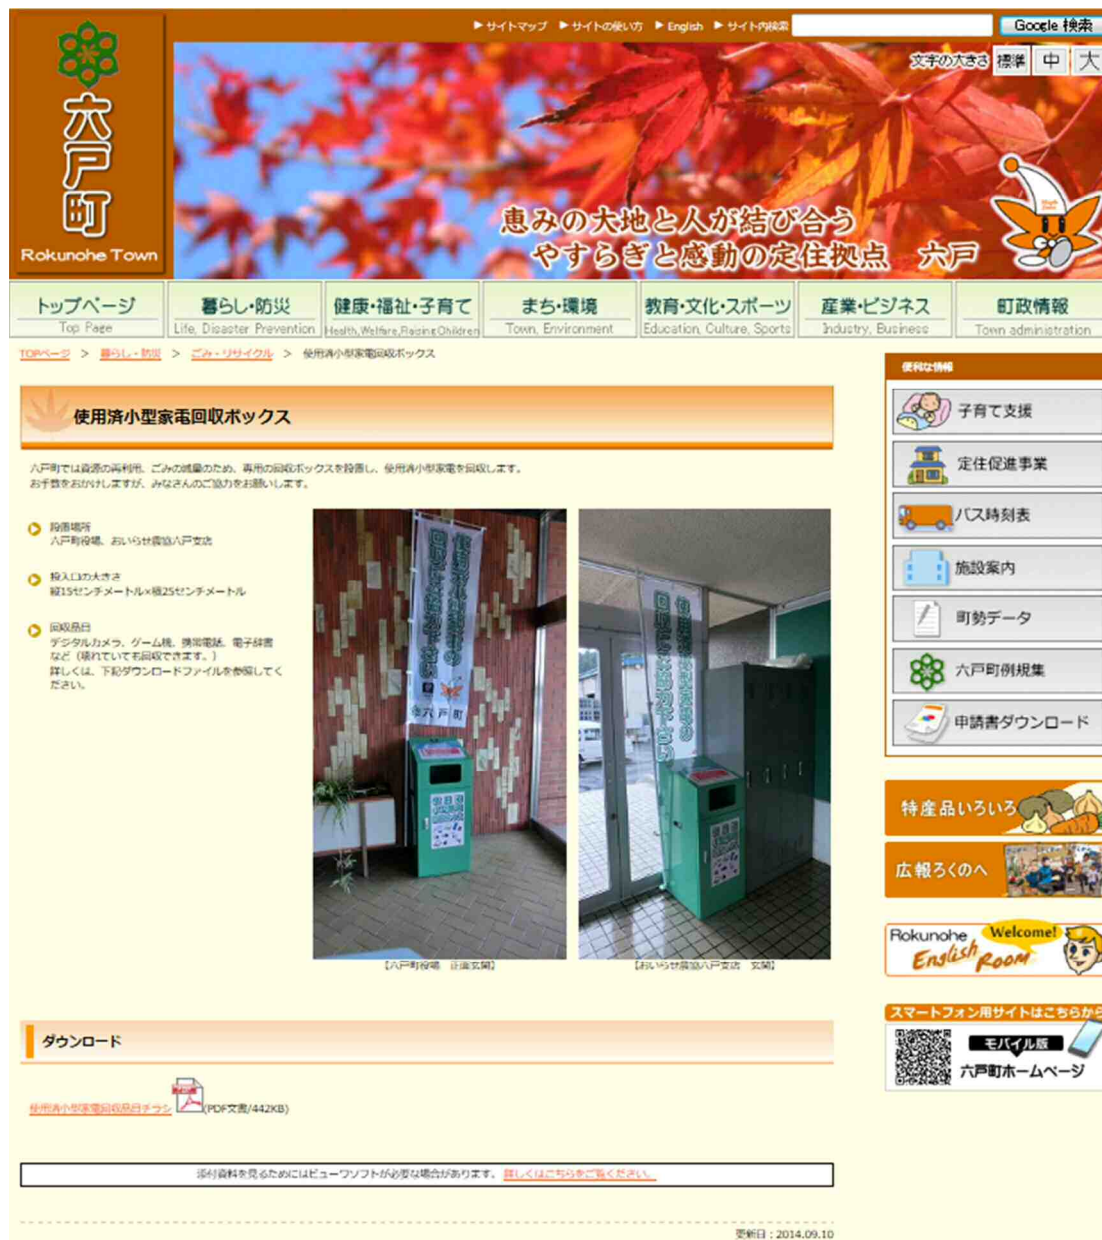 六戸町
Rokunohe Town
サイトマップ サイトの使い方 English サイト内検索 Google 検索
文字の大きさ 標準 中 大
恵みの大地と人が結び合う
やすらぎと感動の定住拠点 六戸
トップページ 暮らし・防災 健康・福祉・子育て まち・環境 教育・文化・スポーツ 産業・ビジネス 町政情報
Top Page Life, Disaster Prevention Health,Welfare,Raising Children Town, Environment Education, Culture, Sports Industry, Business Town administration
TOPページ > 暮らし・防災 > ごみ・リサイクル > 使用済小型家電回収ボックス
使用済小型家電回収ボックス
六戸町では資源の再利用、ごみの減量のため、専用の回収ボックスを設置し、使用済小型家電を回収します。
お手数をおかけしますが、みなさんのご協力をお願いします。
設置場所
六戸町役場、おいらせ農協六戸支店
投入口の大きさ
縦15センチメートル×横25センチメートル
回収品目
デジタルカメラ、ゲーム機、携帯電話、電子辞書
など（壊れていても回収できます。）
詳しくは、下記ダウンロードファイルを参照してく
ださい。
六戸町
【六戸町役場 正面玄関】
【おいらせ農協六戸支店 玄関】
ダウンロード
使用済小型家電回収品目チラシ (PDF文書/442KB)
添付資料を見るためにはビューワソフトが必要な場合があります。 詳しくはこちらをご覧ください。
更新日：2014.09.10
便利な情報
子育て支援
定住促進事業
バス時刻表
施設案内
町勢データ
六戸町例規集
申請書ダウンロード
特産品いろいろ
広報ろくのへ
Rokunohe Welcome!
English Room
スマートフォン用サイトはこちらから
モバイル版
六戸町ホームページ